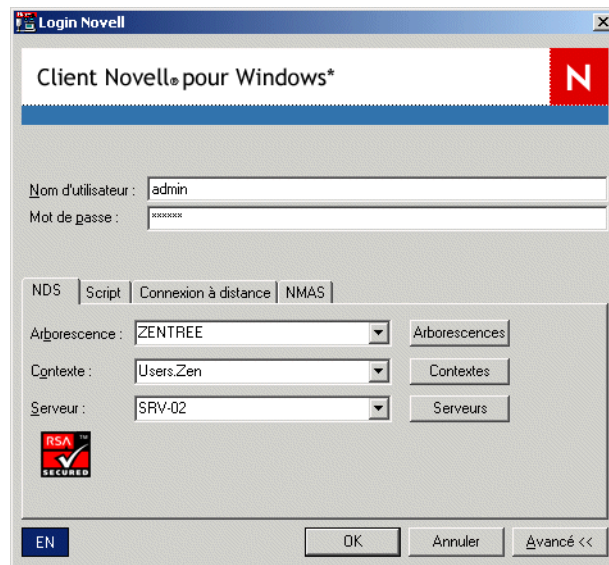 Login Novell
Client Novell® pour Windows*
N
Nom d'utilisateur : admin
Mot de passe : ××××××
NDS Script Connexion à distance NMAS
Arborescence : ZENTREE Arborescences
Contexte : Users.Zen Contextes
Serveur : SRV-02 Serveurs
RSA ™
SECURED
EN OK Annuler Avancé <<